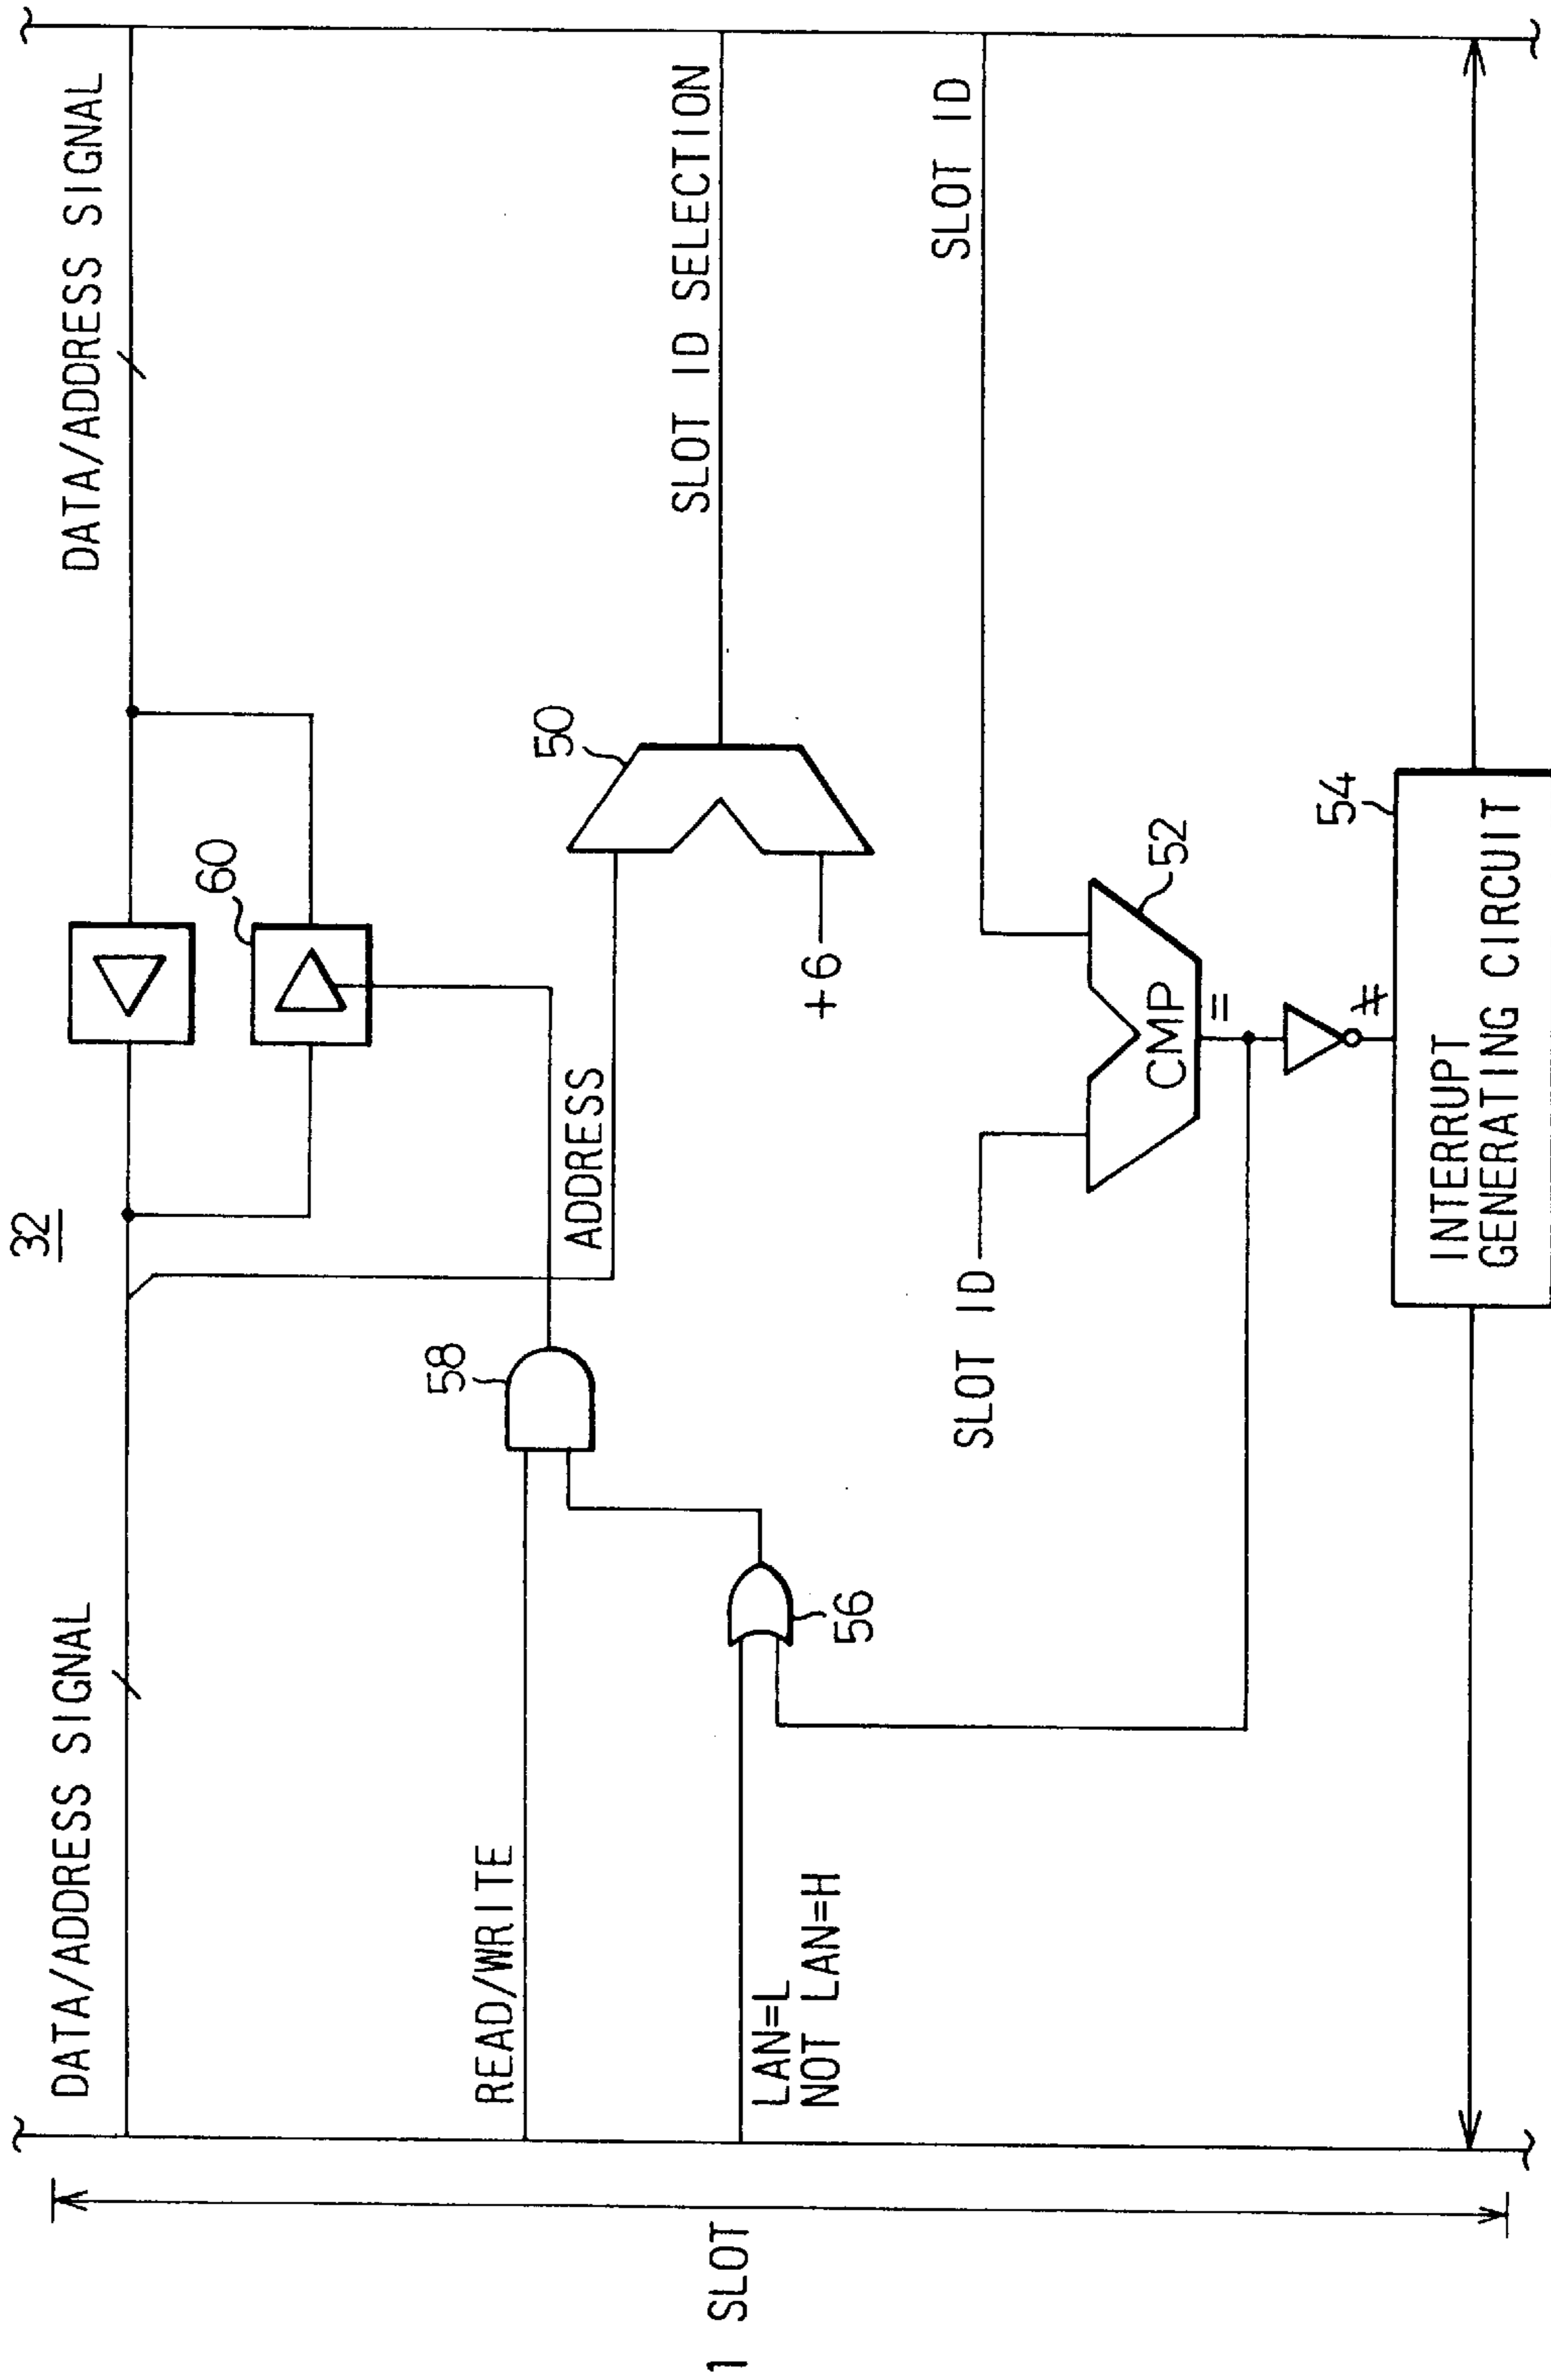 32
DATA/ADDRESS SIGNAL
DATA/ADDRESS SIGNAL
60
READ/WRITE
58
ADDRESS
50
SLOT ID SELECTION
+6
LAN=L
NOT LAN=H
56
1 SLOT
SLOT ID
SLOT ID
CMP
52
=
≠
54
INTERRUPT
GENERATING CIRCUIT